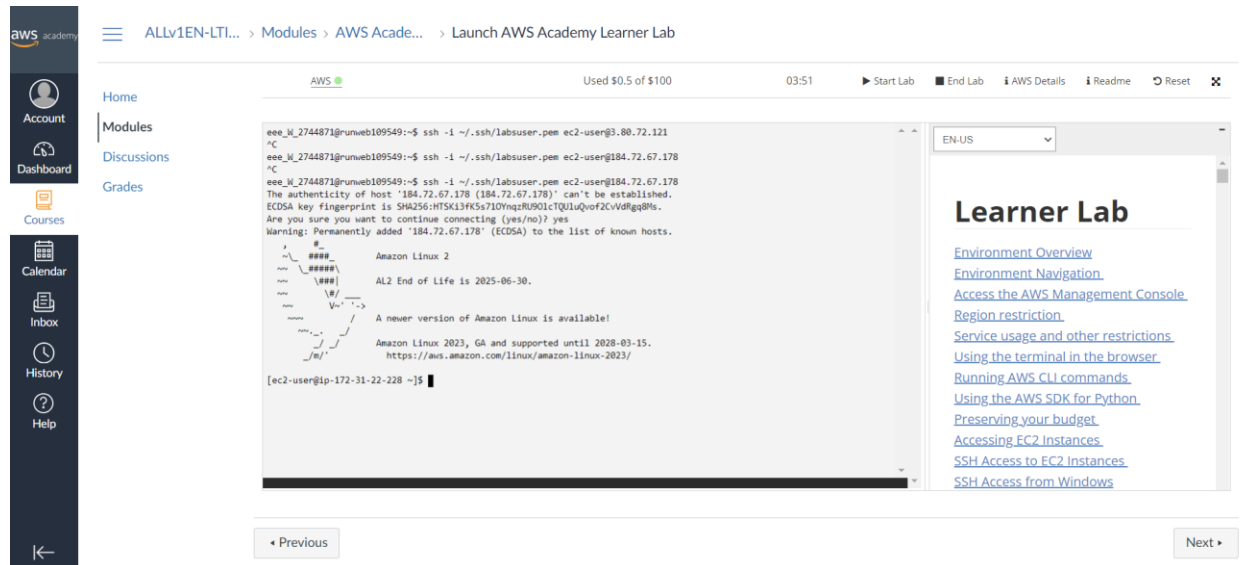 aws academy
ALLv1EN-LTI... > Modules > AWS Acade... > Launch AWS Academy Learner Lab
Account
Dashboard
Courses
Calendar
Inbox
History
Help
Home
Modules
Discussions
Grades
AWS Used $0.5 of $100 03:51 Start Lab End Lab AWS Details Readme Reset
eee_W_2744871@runweb109549:~$ ssh -i ~/.ssh/labsuser.pem ec2-user@3.80.72.121
^C
eee_W_2744871@runweb109549:~$ ssh -i ~/.ssh/labsuser.pem ec2-user@184.72.67.178
^C
eee_W_2744871@runweb109549:~$ ssh -i ~/.ssh/labsuser.pem ec2-user@184.72.67.178
The authenticity of host '184.72.67.178 (184.72.67.178)' can't be established.
ECDSA key fingerprint is
Are you sure you want to continue connecting (yes/no)? yes
Warning: Permanently added '184.72.67.178' (ECDSA) to the list of known hosts.
Amazon Linux 2
AL2 End of Life is 2025-06-30.
A newer version of Amazon Linux is available!
Amazon Linux 2023, GA and supported until 2028-03-15.
https://aws.amazon.com/linux/amazon-linux-2023/
[ec2-user@ip-172-31-22-228 ~]$
EN-US
Learner Lab
Environment Overview
Environment Navigation
Access the AWS Management Console
Region restriction
Service usage and other restrictions
Using the terminal in the browser
Running AWS CLI commands
Using the AWS SDK for Python
Preserving your budget
Accessing EC2 Instances
SSH Access to EC2 Instances
SSH Access from Windows
Previous
Next